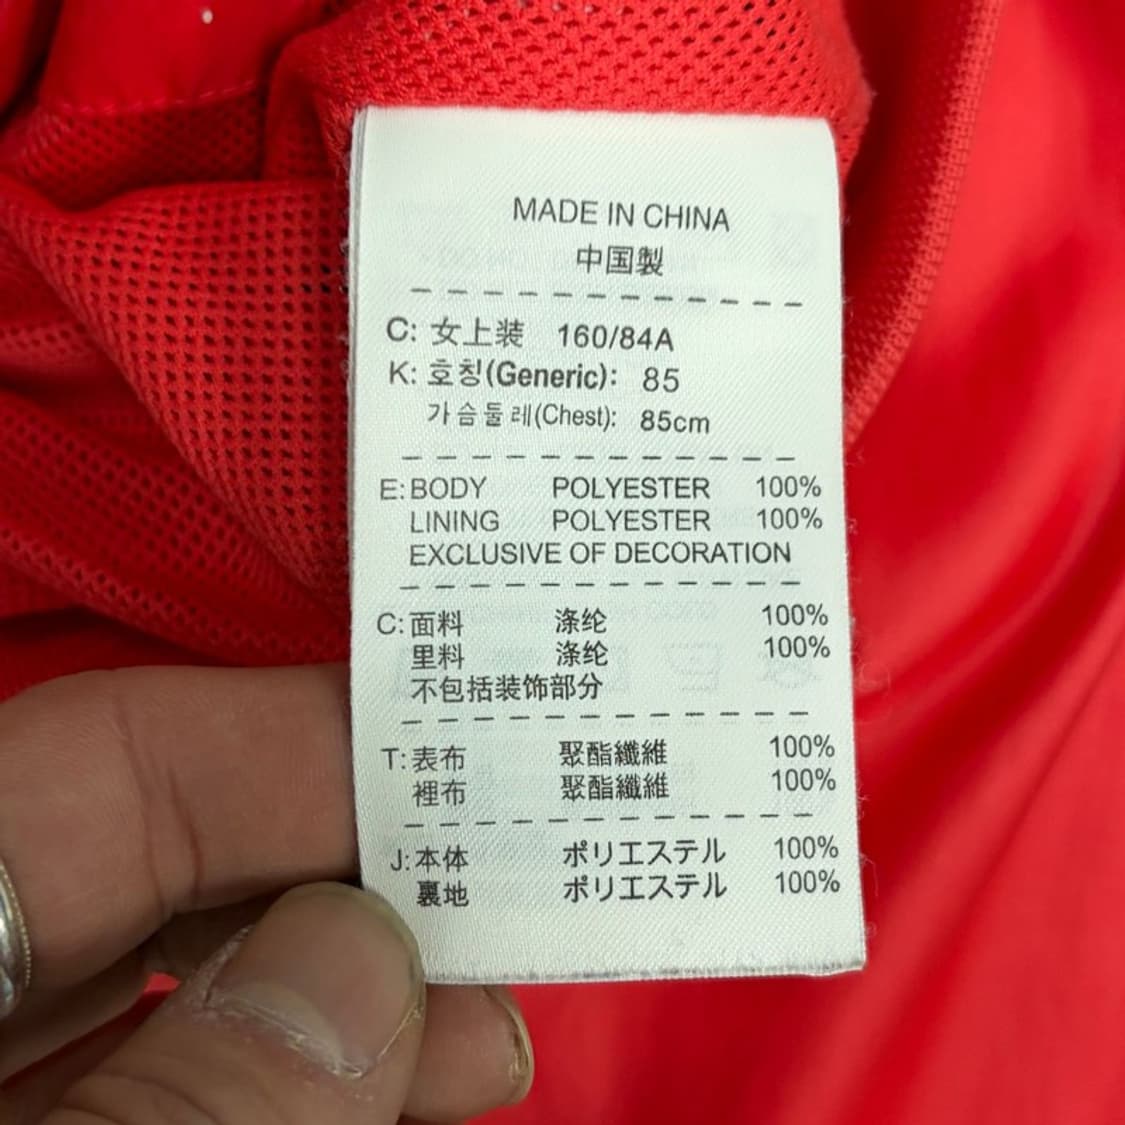 MADE IN CHINA
中国製
C: 女上装 160/84A
K: 호칭(Generic): 85
가슴둘레(Chest): 85cm
E: BODY POLYESTER 100%
LINING POLYESTER 100%
EXCLUSIVE OF DECORATION
C: 面料 涤纶 100%
里料 涤纶 100%
不包括装饰部分
T: 表布 聚酯纖維 100%
裡布 聚酯纖維 100%
J: 本体 ポリエステル 100%
裏地 ポリエステル 100%